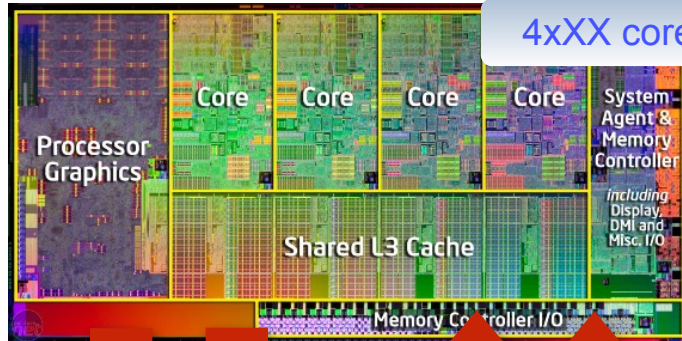 4xXX core
Core
Core
Core
Core
Processor
Graphics
System
Agent &
Memory
Controller
including
Display,
DMI and
Misc. I/O
Shared L3 Cache
Memory Controller I/O